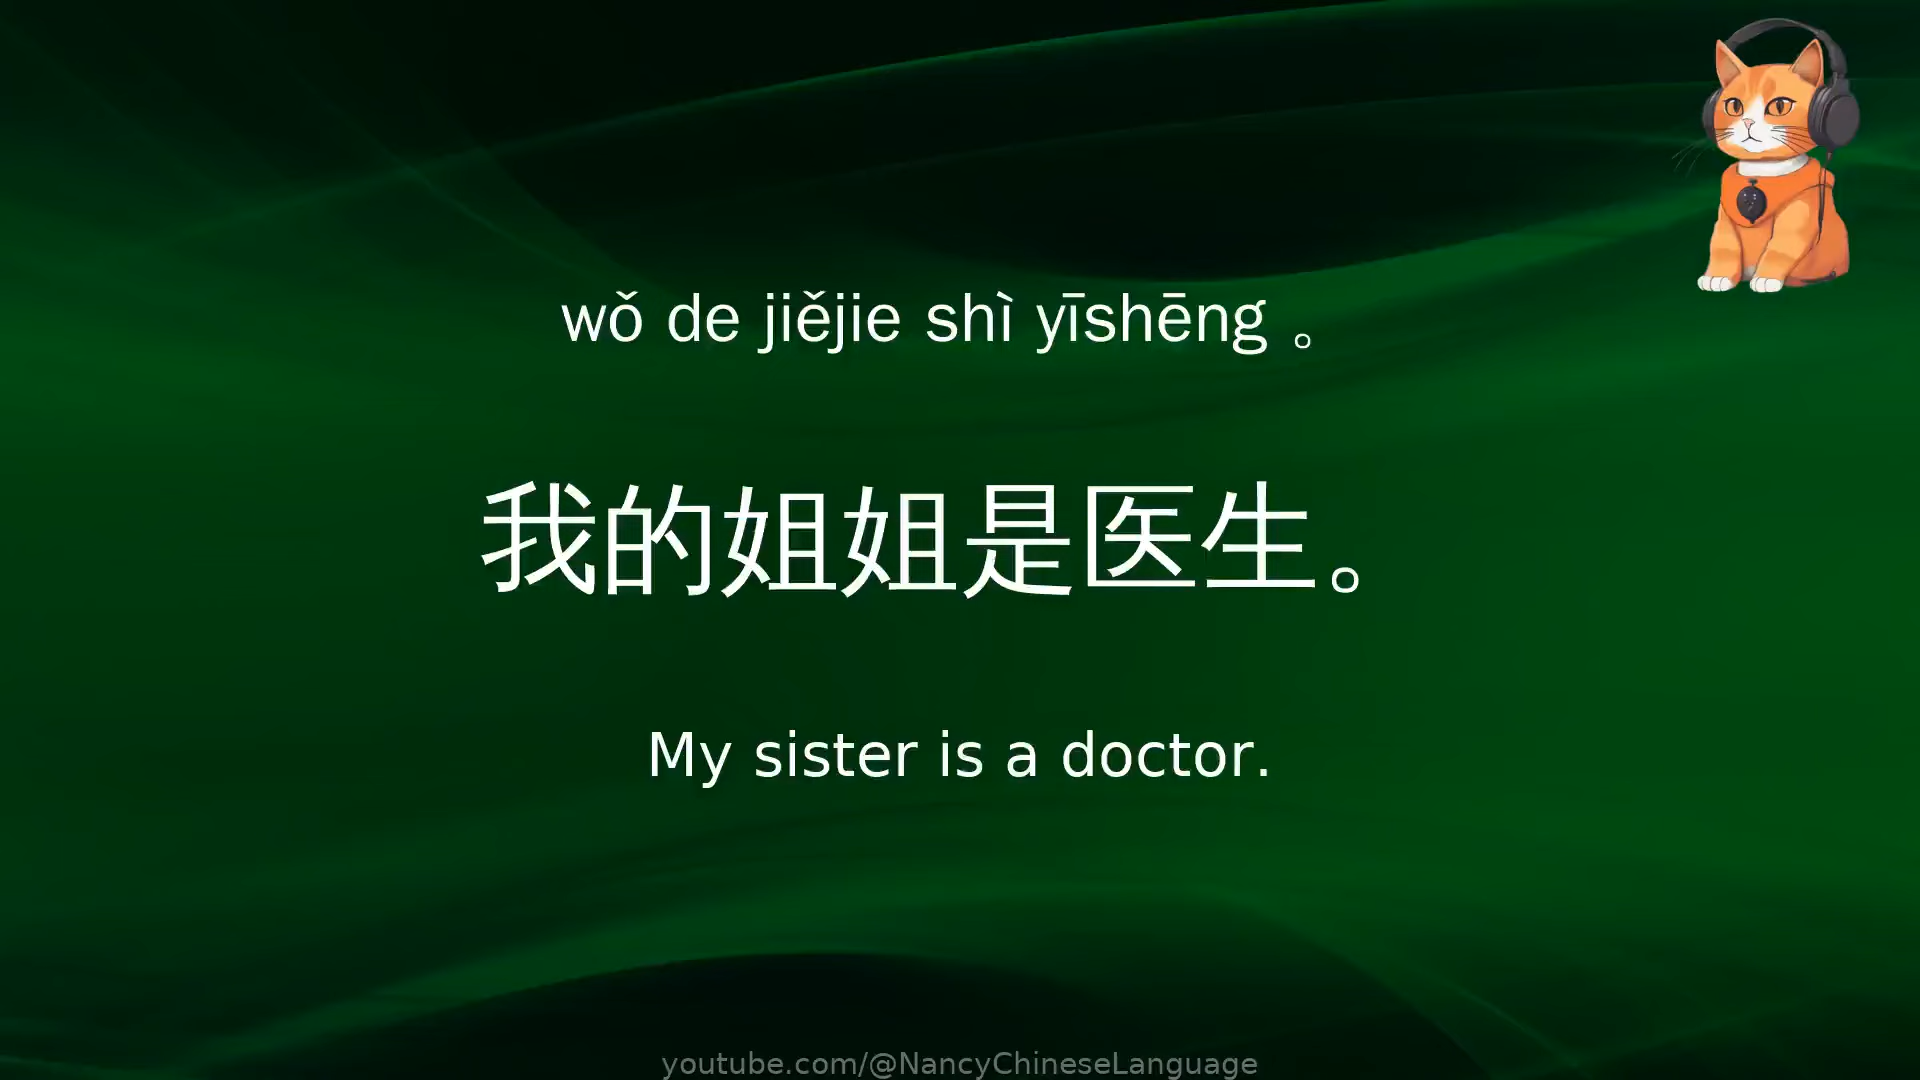 wǒ de jiějie shì yīshēng 。
我的姐姐是医生。
My sister is a doctor.
youtube.com/@NancyChineseLanguage